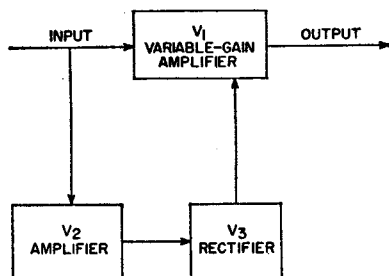 INPUT
V1
VARIABLE-GAIN
AMPLIFIER
OUTPUT
V2
AMPLIFIER
V3
RECTIFIER